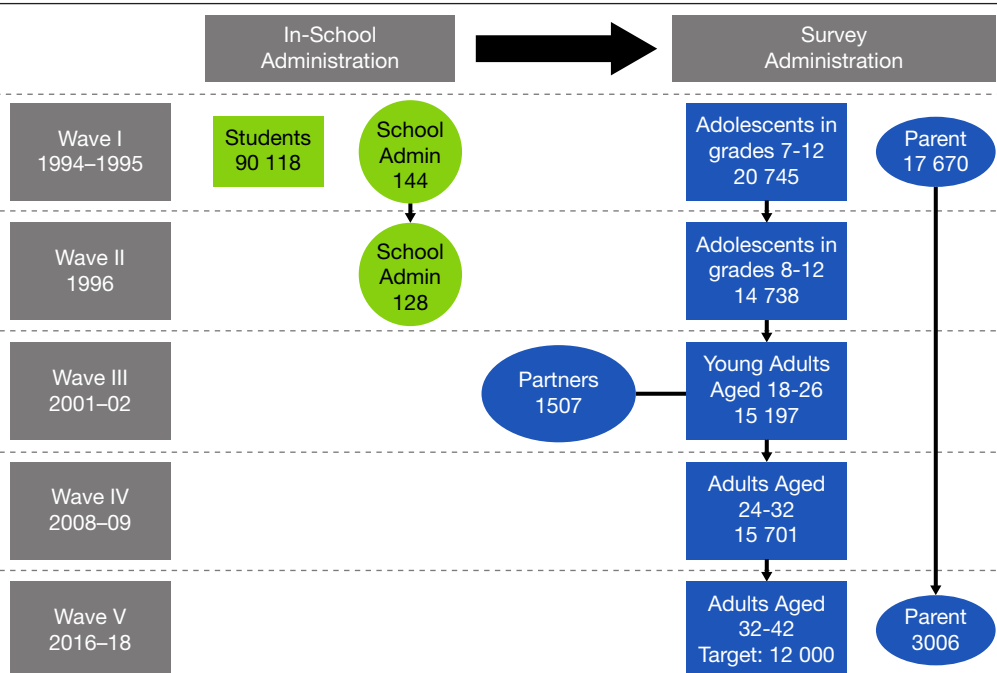 In-School
Administration
Survey
Administration
Wave I
1994–1995
Students
90 118
School
Admin
144
Adolescents in
grades 7-12
20 745
Parent
17 670
Wave II
1996
School
Admin
128
Adolescents in
grades 8-12
14 738
Wave III
2001–02
Partners
1507
Young Adults
Aged 18-26
15 197
Wave IV
2008–09
Adults Aged
24-32
15 701
Wave V
2016–18
Adults Aged
32-42
Target: 12 000
Parent
3006